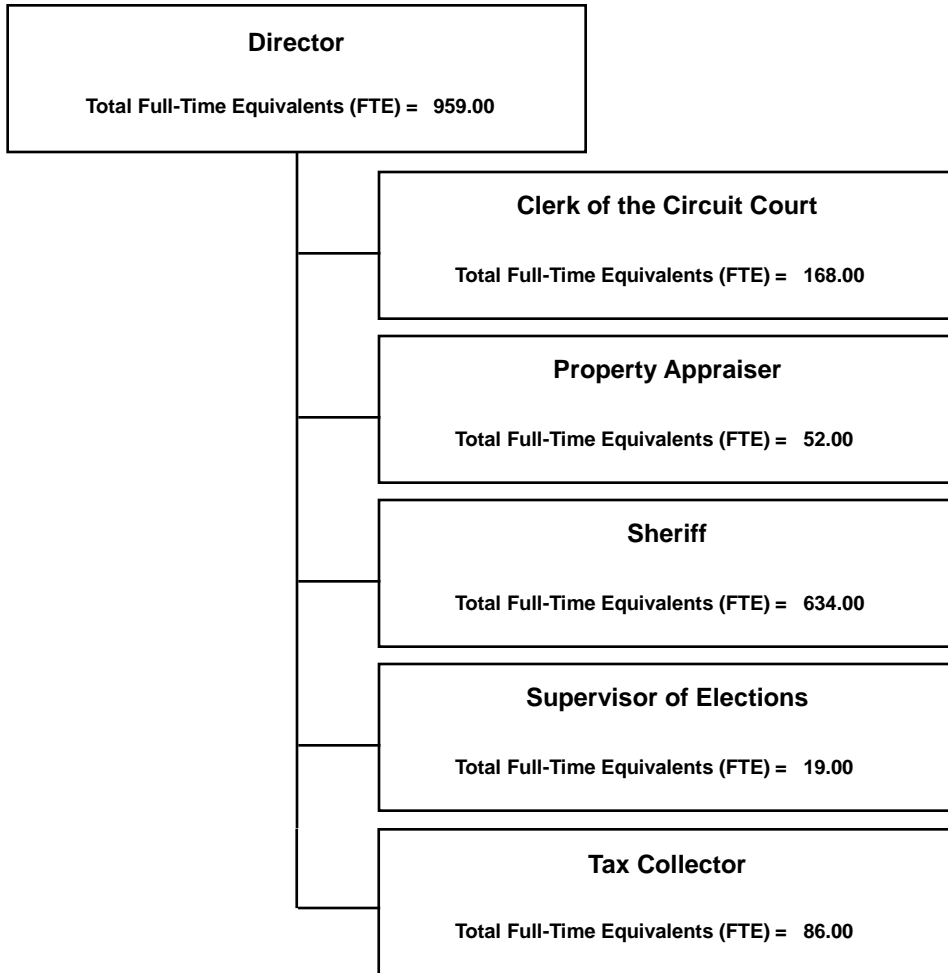 Director
Total Full-Time Equivalents (FTE) = 959.00
Clerk of the Circuit Court
Total Full-Time Equivalents (FTE) = 168.00
Property Appraiser
Total Full-Time Equivalents (FTE) = 52.00
Sheriff
Total Full-Time Equivalents (FTE) = 634.00
Supervisor of Elections
Total Full-Time Equivalents (FTE) = 19.00
Tax Collector
Total Full-Time Equivalents (FTE) = 86.00